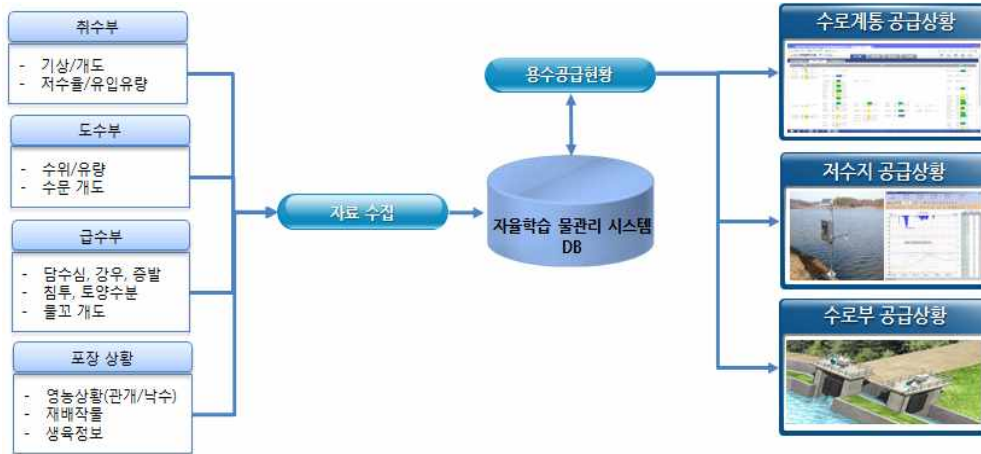 취수부
- 기상/개도
- 저수율/유입유량
도수부
- 수위/유량
- 수문 개도
급수부
- 담수심, 강우, 증발
- 침투, 토양수분
- 물꼬 개도
포장 상황
- 영농상황(관개/낙수)
- 재배작물
- 생육정보
자료 수집
용수공급현황
자율학습 물관리 시스템
DB
수로계통 공급상황
저수지 공급상황
수로부 공급상황